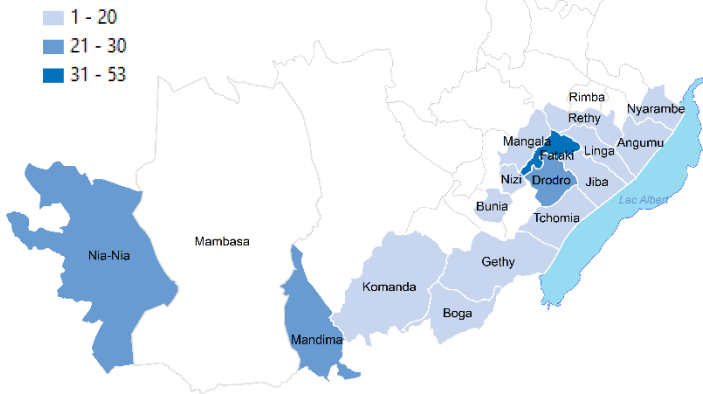 1 - 20
21 - 30
31 - 53
Rimba
Nyarambe
Rethy
Mangala
Linga
Angumu
Fataki
Nizi
Drodro
Jiba
Lac Albert
Bunia
Tchomia
Mambasa
Nia-Nia
Gethy
Komanda
Boga
Mandima